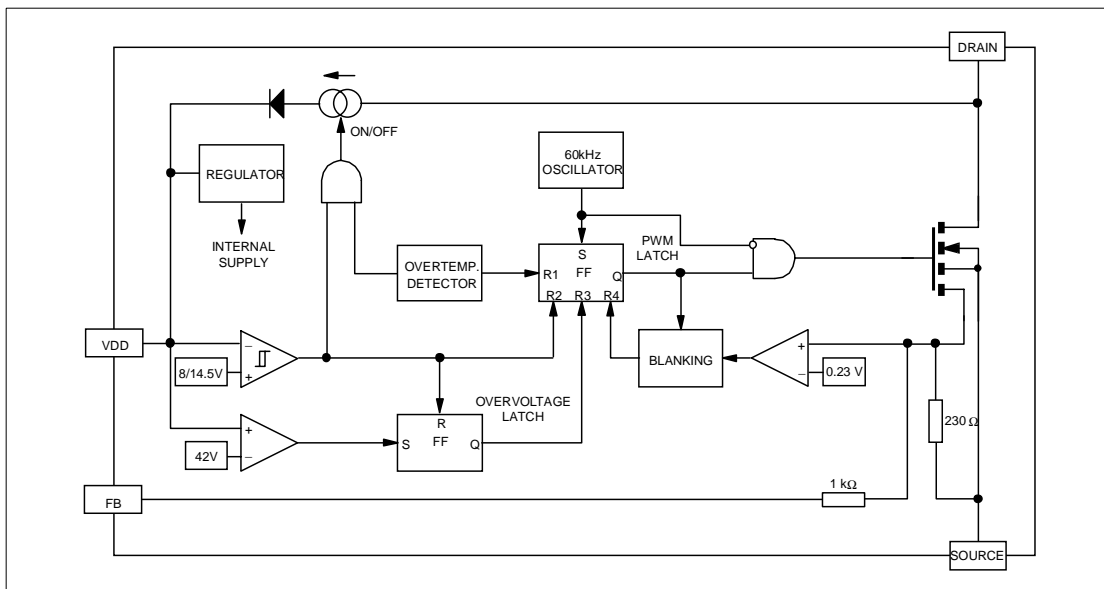 DRAIN
ON/OFF
60kHz
OSCILLATOR
REGULATOR
INTERNAL
SUPPLY
PWM
LATCH
OVERTEMP.
DETECTOR
S
FF
R1
Q
R2 R3 R4
VDD
−
+
8/14.5V
BLANKING
+
−
0.23 V
OVERVOLTAGE
LATCH
R
FF
S
Q
+
−
42V
230 Ω
1 kΩ
FB
SOURCE